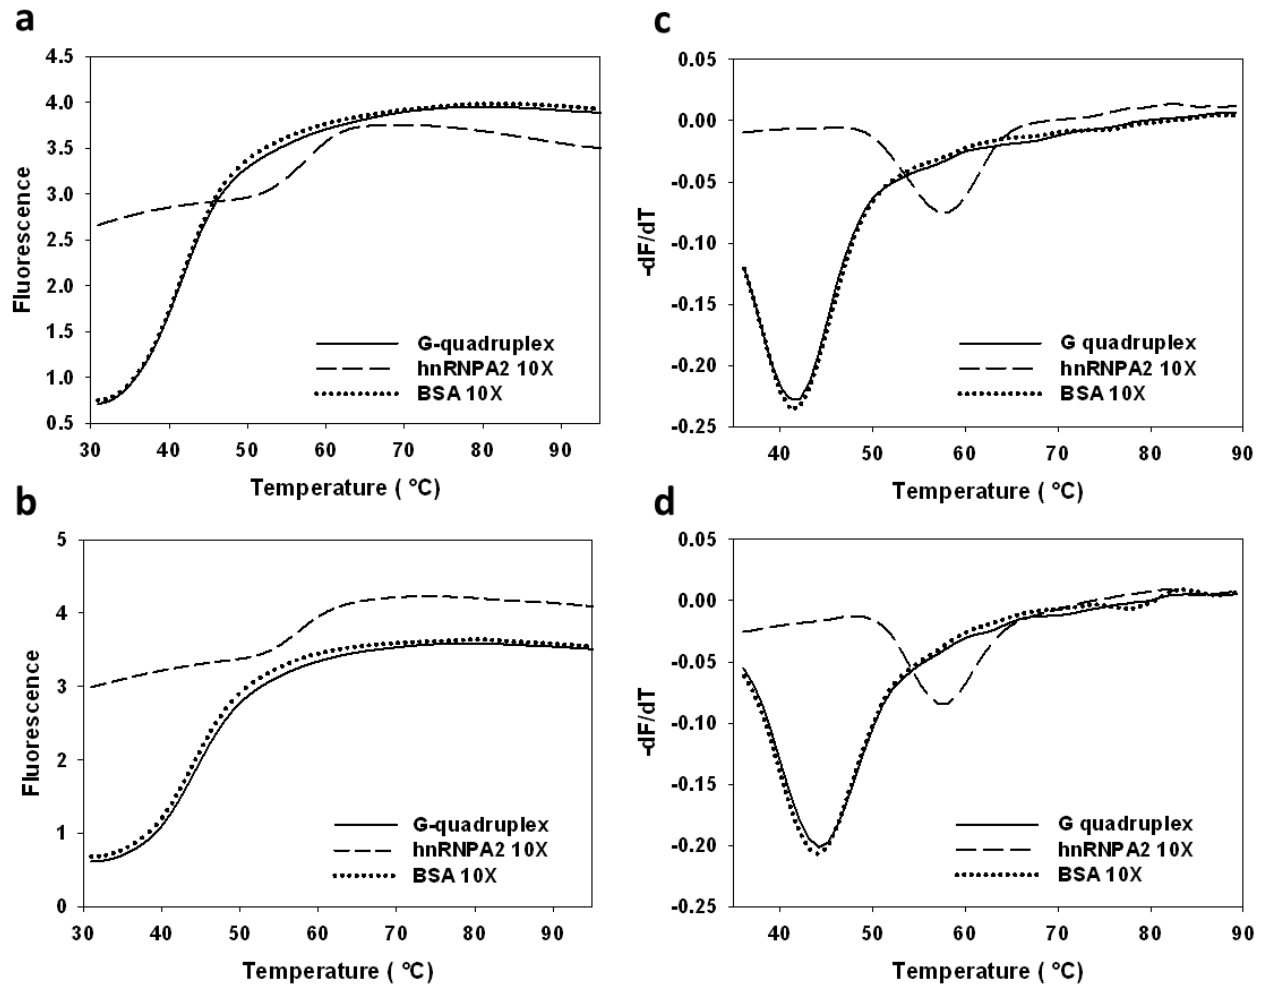 a
4.5
4.0
3.5
3.0
2.5
2.0
1.5
1.0
0.5
Fluorescence
G-quadruplex
hnRNPA2 10X
BSA 10X
30 40 50 60 70 80 90
Temperature ( °C)
c
0.05
0.00
-0.05
-0.10
-0.15
-0.20
-0.25
-dF/dT
G quadruplex
hnRNPA2 10X
BSA 10X
40 50 60 70 80 90
Temperature ( °C)
b
5
4
3
2
1
0
Fluorescence
G-quadruplex
hnRNPA2 10X
BSA 10X
30 40 50 60 70 80 90
Temperature ( °C)
d
0.05
0.00
-0.05
-0.10
-0.15
-0.20
-0.25
-dF/dT
G quadruplex
hnRNPA2 10X
BSA 10X
40 50 60 70 80 90
Temperature ( °C)